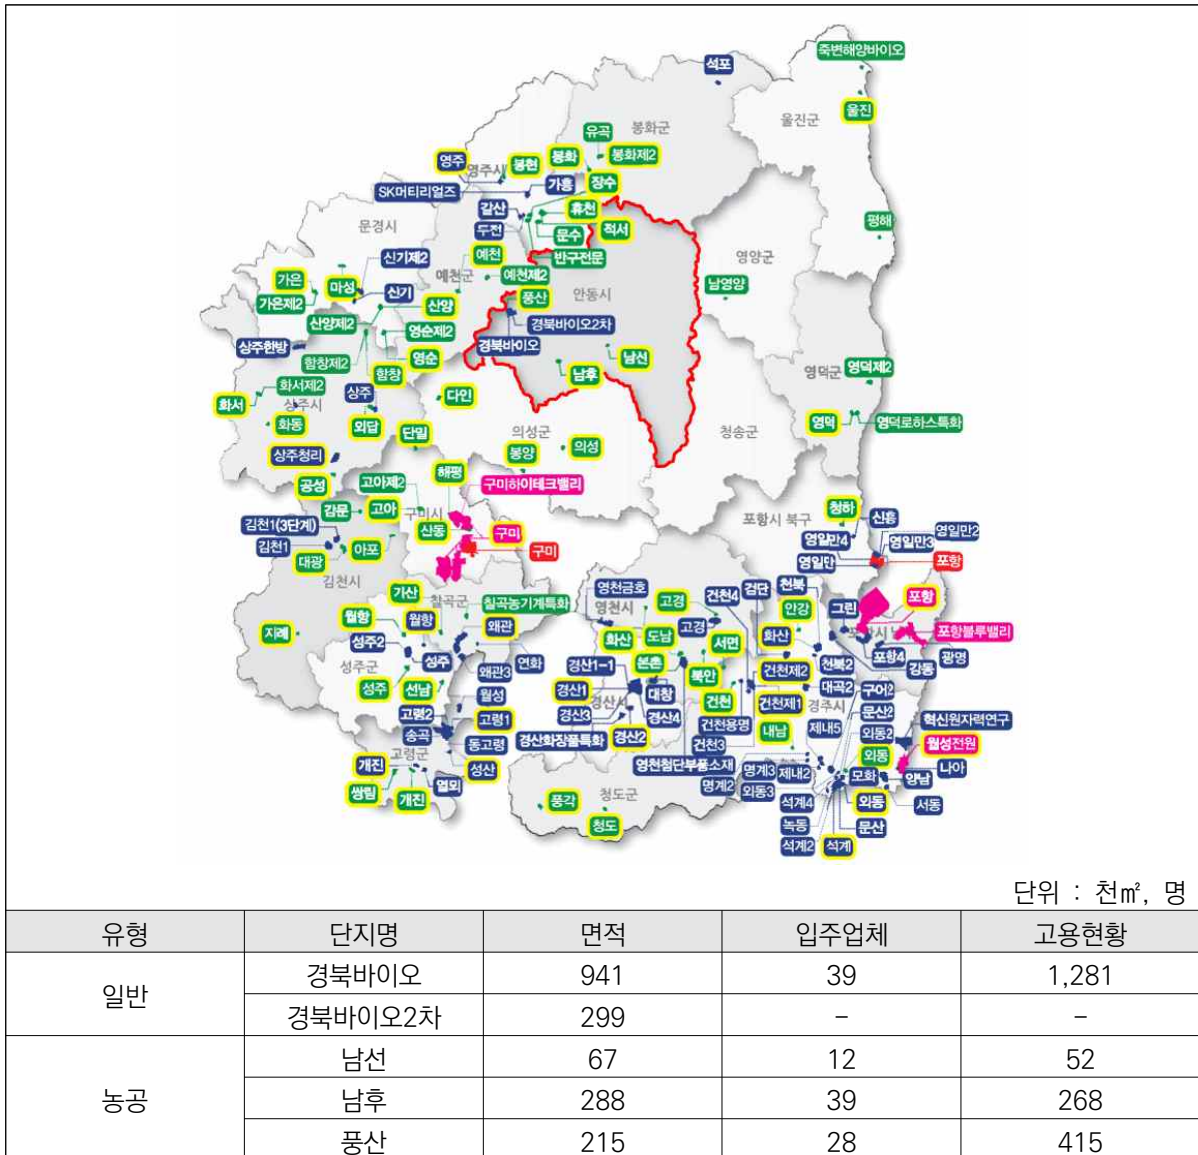 죽변해양바이오
석포
울진
울진군
봉화군
유곡
봉화
봉화제2
영주
봉현
영주시
장수
SK머티리얼즈
가흥
갈산
휴천
두전
문수
적서
문경시
반구전문
평해
신기제2
예천
영양군
가은
마성
예천군
예천제2
남영양
가은제2
신기
산양
풍산
안동시
산양제2
영순제2
경북바이오2차
상주한방
경북바이오
함창제2
함창
영순
남선
남후
영덕군
영덕제2
화서제2
상주
다인
화서
상주시
화동
외답
단밀
의성군
의성
청송군
영덕
영덕로하스특화
상주청리
봉양
공성
고아제2
해평
구미하이테크밸리
감문
고아
구미시
포항시 북구
청하
신흥
김천1(3단계)
산동
구미
영일만4
영일만2
영일만3
김천1
대광
아포
구미
영일만
포항
김천시
가산
칠곡군
칠곡농기계특화
영천금호
영천시
건천4
검단
천북
포항
월항
월항
왜관
고경
고경
안강
그린
지례
성주2
화산
도남
서면
화산
포항시 남
포항블루밸리
성주
왜관3
연화
경산1-1
본촌
북안
건천제2
천북2
포항4
강동
광명
성주군
성주
선남
월성
경산1
대창
건천
건천제1
대곡2
구어2
고령2
고령1
경산3
경산시
경산4
건천용명
경주시
문산2
혁신원자력연구
송곡
동고령
경산화장품특화
경산2
건천3
내남
제내5
외동2
월성전원
고령군
성산
영천첨단부품소재
외동
개진
열뫼
명계3
제내2
모화
양남
나아
쌍림
개진
명계2
외동3
풍각
청도군
석계4
외동
서동
청도
녹동
문산
석계2
석계
단위 : 천㎡, 명
유형 단지명 면적 입주업체 고용현황
일반 경북바이오 941 39 1,281
경북바이오2차 299 - -
농공 남선 67 12 52
남후 288 39 268
풍산 215 28 415